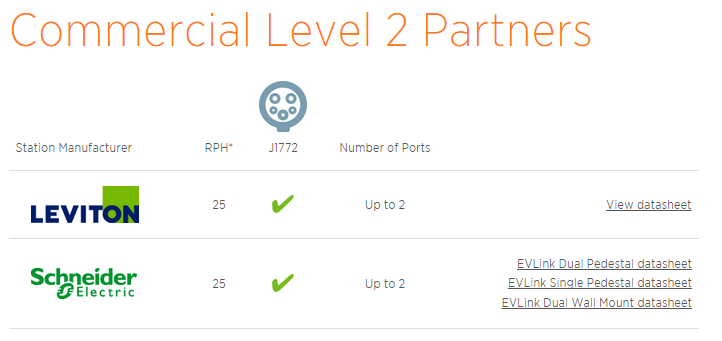 Commercial Level 2 Partners
Station Manufacturer RPH* J1772 Number of Ports
LEVITON 25 Up to 2 View datasheet
Schneider Electric 25 Up to 2 EVLink Dual Pedestal datasheet
EVLink Single Pedestal datasheet
EVLink Dual Wall Mount datasheet